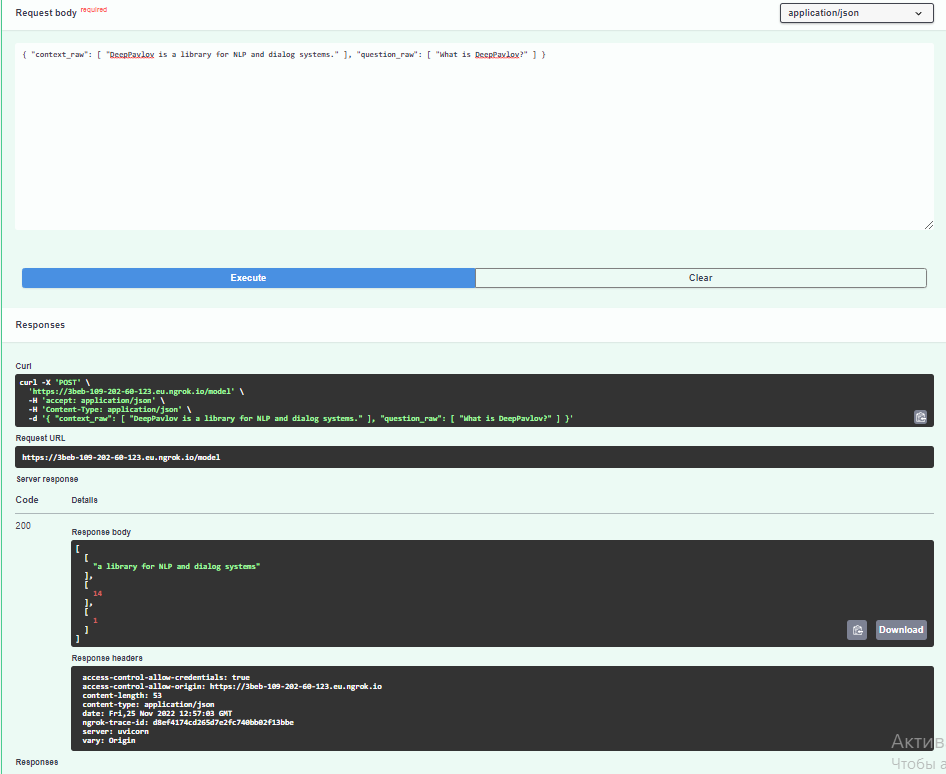 Request body required
application/json
{ "context_raw": [ "DeepPavlov is a library for NLP and dialog systems." ], "question_raw": [ "What is DeepPavlov?" ] }
Execute
Clear
Responses
Curl
curl -X 'POST' \
'https://3beb-109-202-60-123.eu.ngrok.io/model' \
-H 'accept: application/json' \
-H 'Content-Type: application/json' \
-d '{ "context_raw": [ "DeepPavlov is a library for NLP and dialog systems." ], "question_raw": [ "What is DeepPavlov?" ] }'
Request URL
https://3beb-109-202-60-123.eu.ngrok.io/model
Server response
Code Details
200
Response body
[
[
"a library for NLP and dialog systems"
],
[
14
],
[
1
]
]
Download
Response headers
access-control-allow-credentials: true
access-control-allow-origin: https://3beb-109-202-60-123.eu.ngrok.io
content-length: 53
content-type: application/json
date: Fri,25 Nov 2022 12:57:03 GMT
ngrok-trace-id: d8ef4174cd265d7e2fc740bb02f13bbe
server: uvicorn
vary: Origin
Актив
Чтобы а
Responses